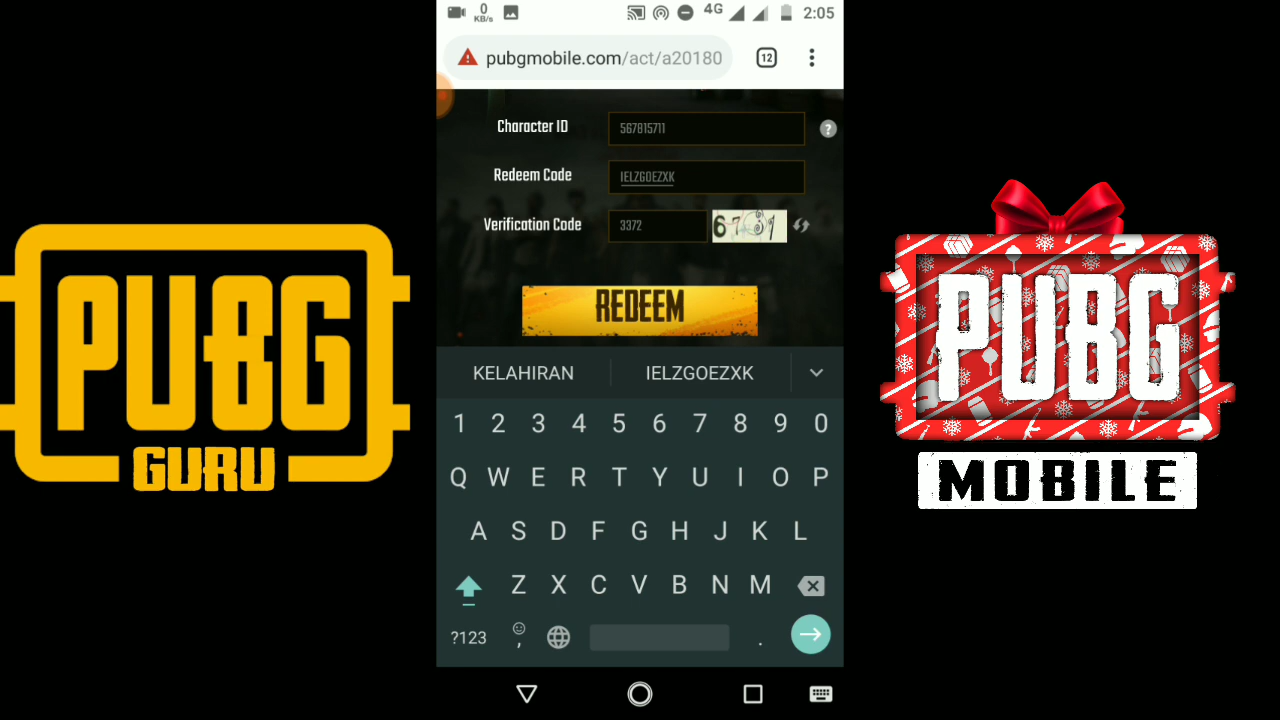 0
KB/s
4G
2:05
pubgmobile.com/act/a20180
12
Character ID
567815711
?
Redeem Code
IELZGOEZXK
Verification Code
3372
REDEEM
KELAHIRAN
IELZGOEZXK
1 2 3 4 5 6 7 8 9 0
Q W E R T Y U I O P
A S D F G H J K L
Z X C V B N M
?123
,
.
PUBG
GURU
PUBG
MOBILE